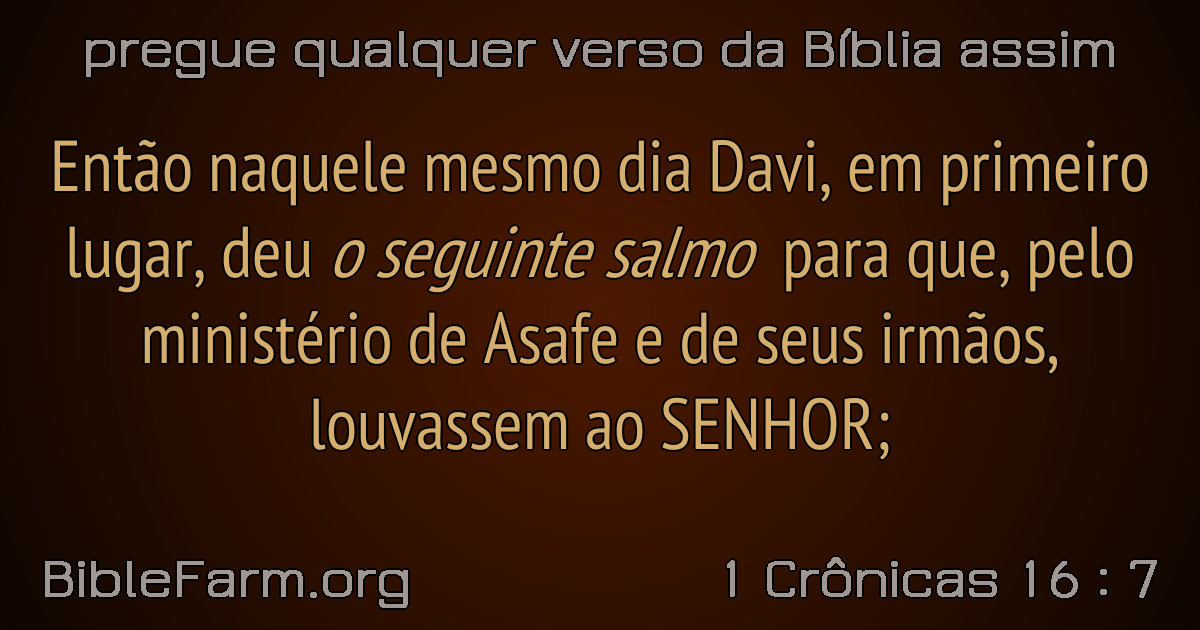 pregue qualquer verso da Bíblia assim
Então naquele mesmo dia Davi, em primeiro
lugar, deu o seguinte salmo para que, pelo
ministério de Asafe e de seus irmãos,
louvassem ao SENHOR;
BibleFarm.org
1 Crônicas 16 : 7